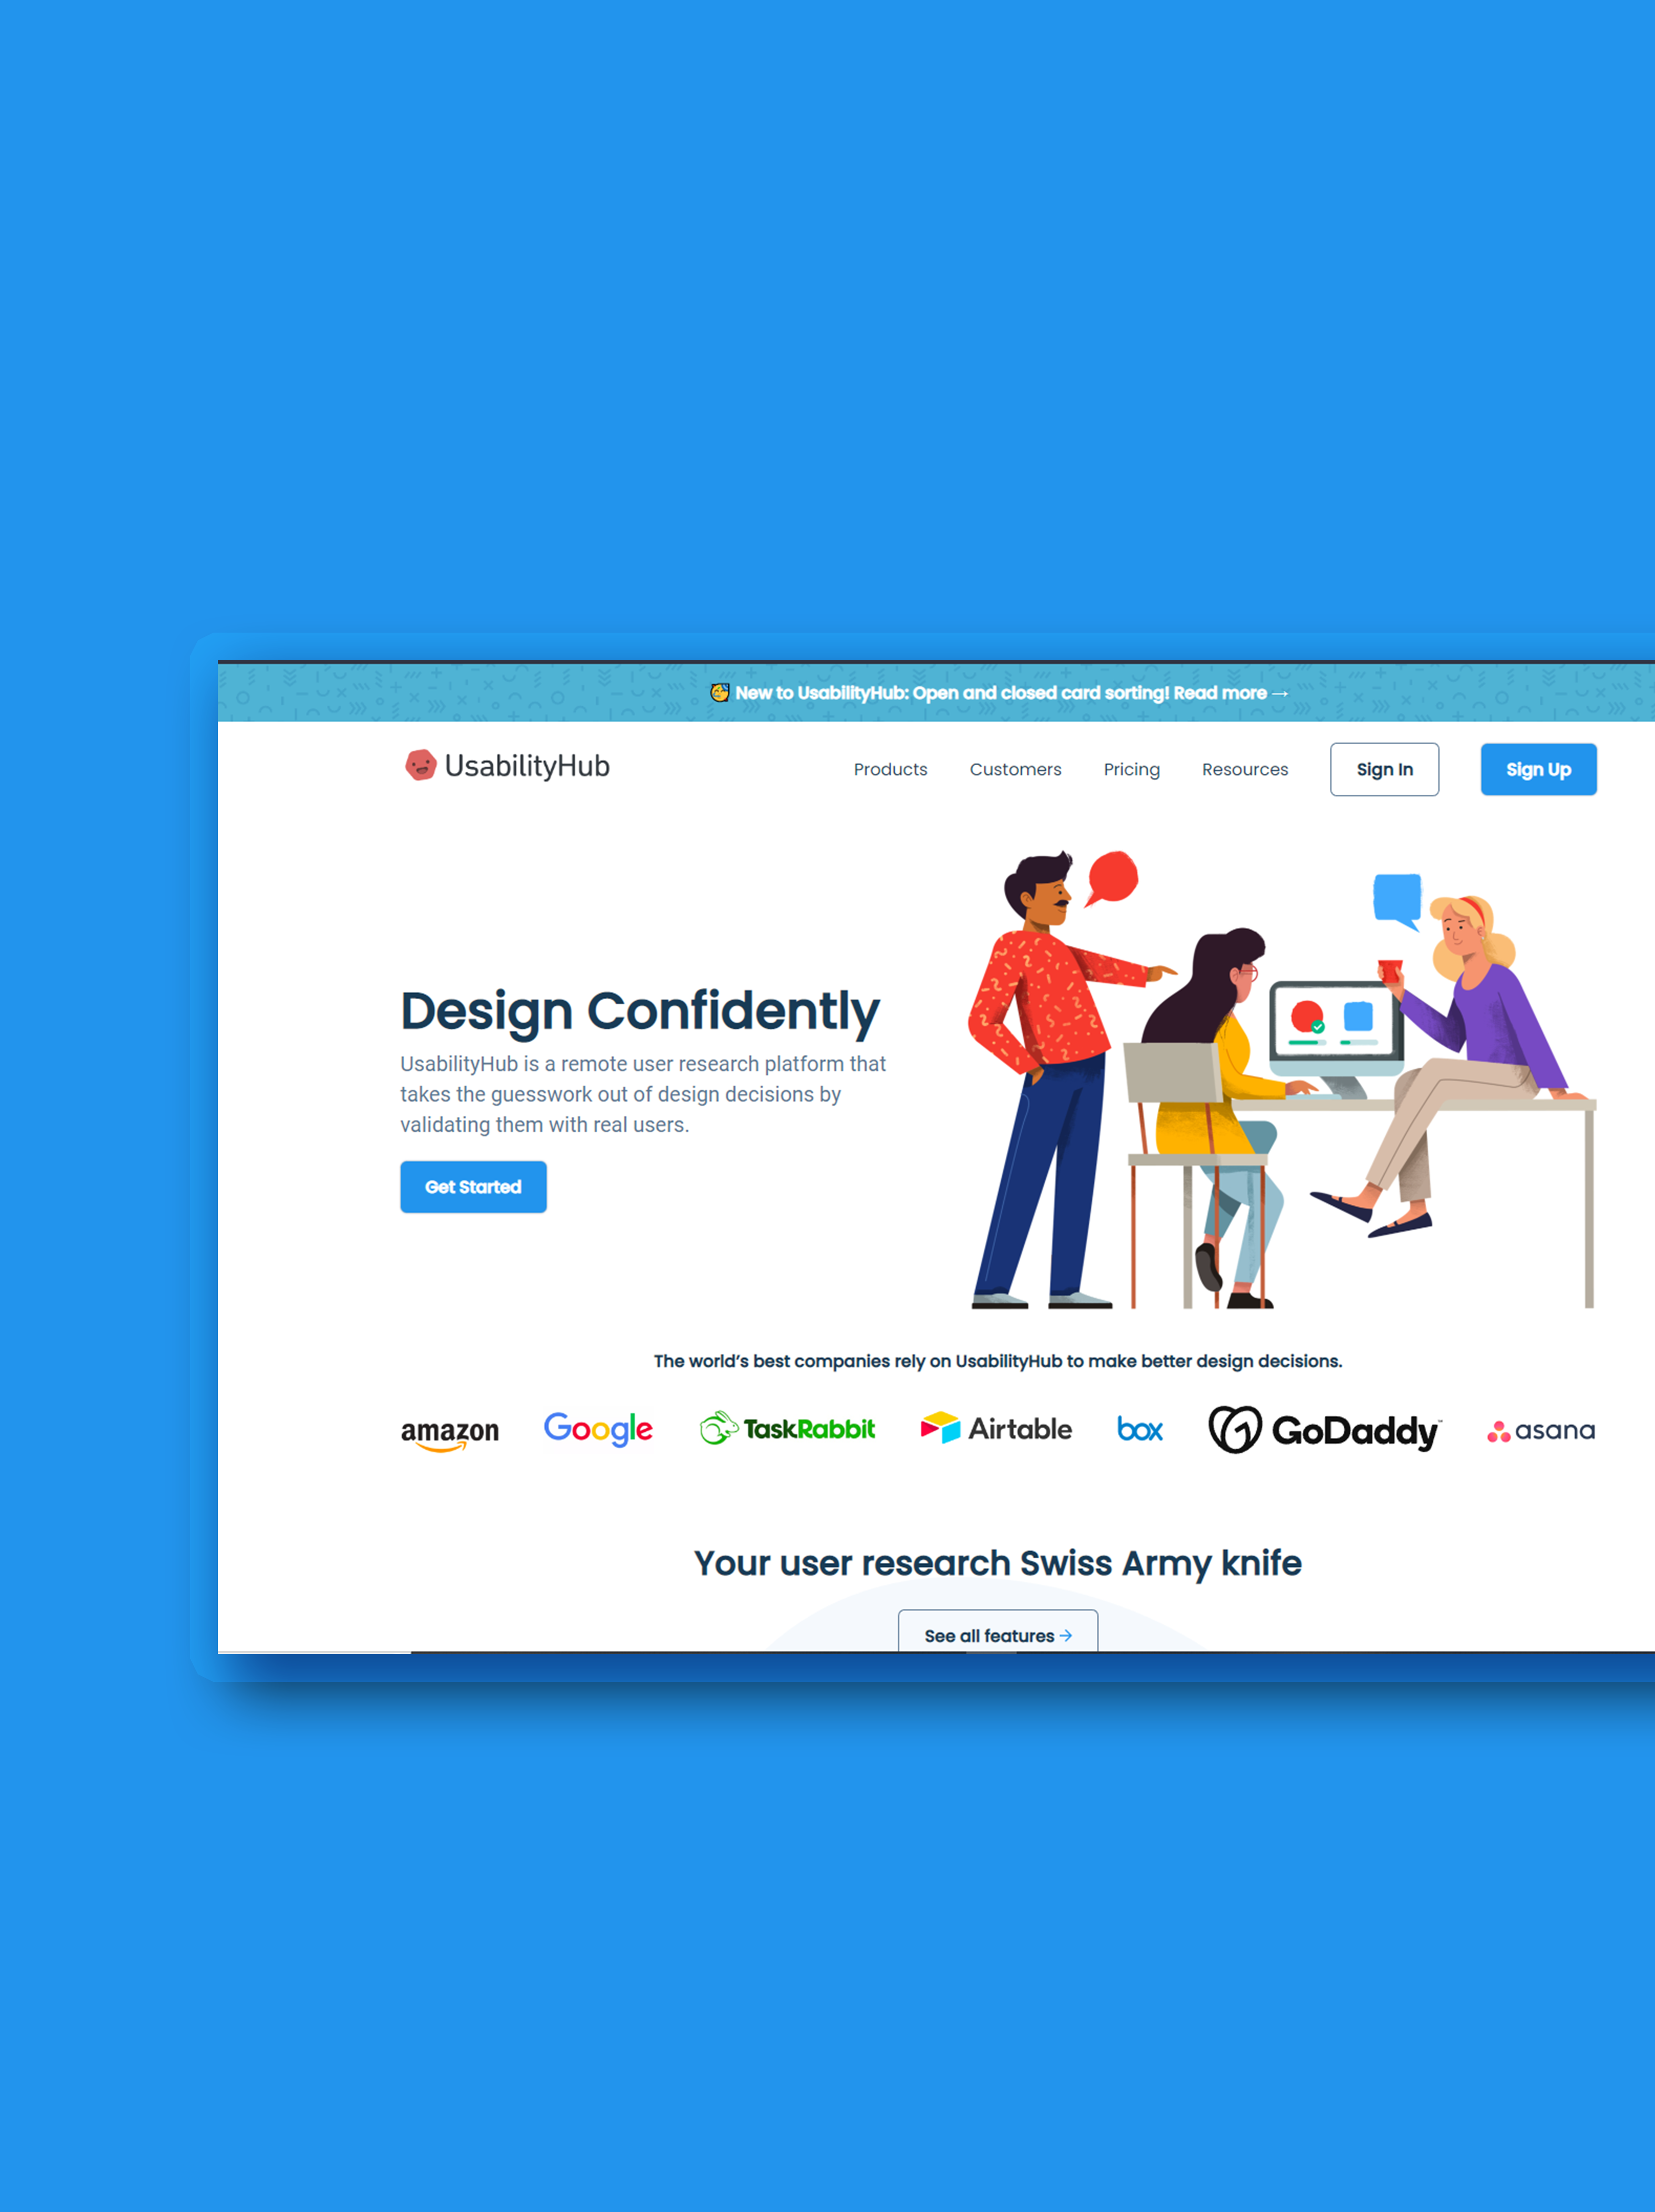 New to UsabilityHub: Open and closed card sorting! Read more →
UsabilityHub
Products Customers Pricing Resources Sign In Sign Up
Design Confidently
UsabilityHub is a remote user research platform that
takes the guesswork out of design decisions by
validating them with real users.
Get Started
The world's best companies rely on UsabilityHub to make better design decisions.
amazon Google TaskRabbit Airtable box GoDaddy asana
Your user research Swiss Army knife
See all features →